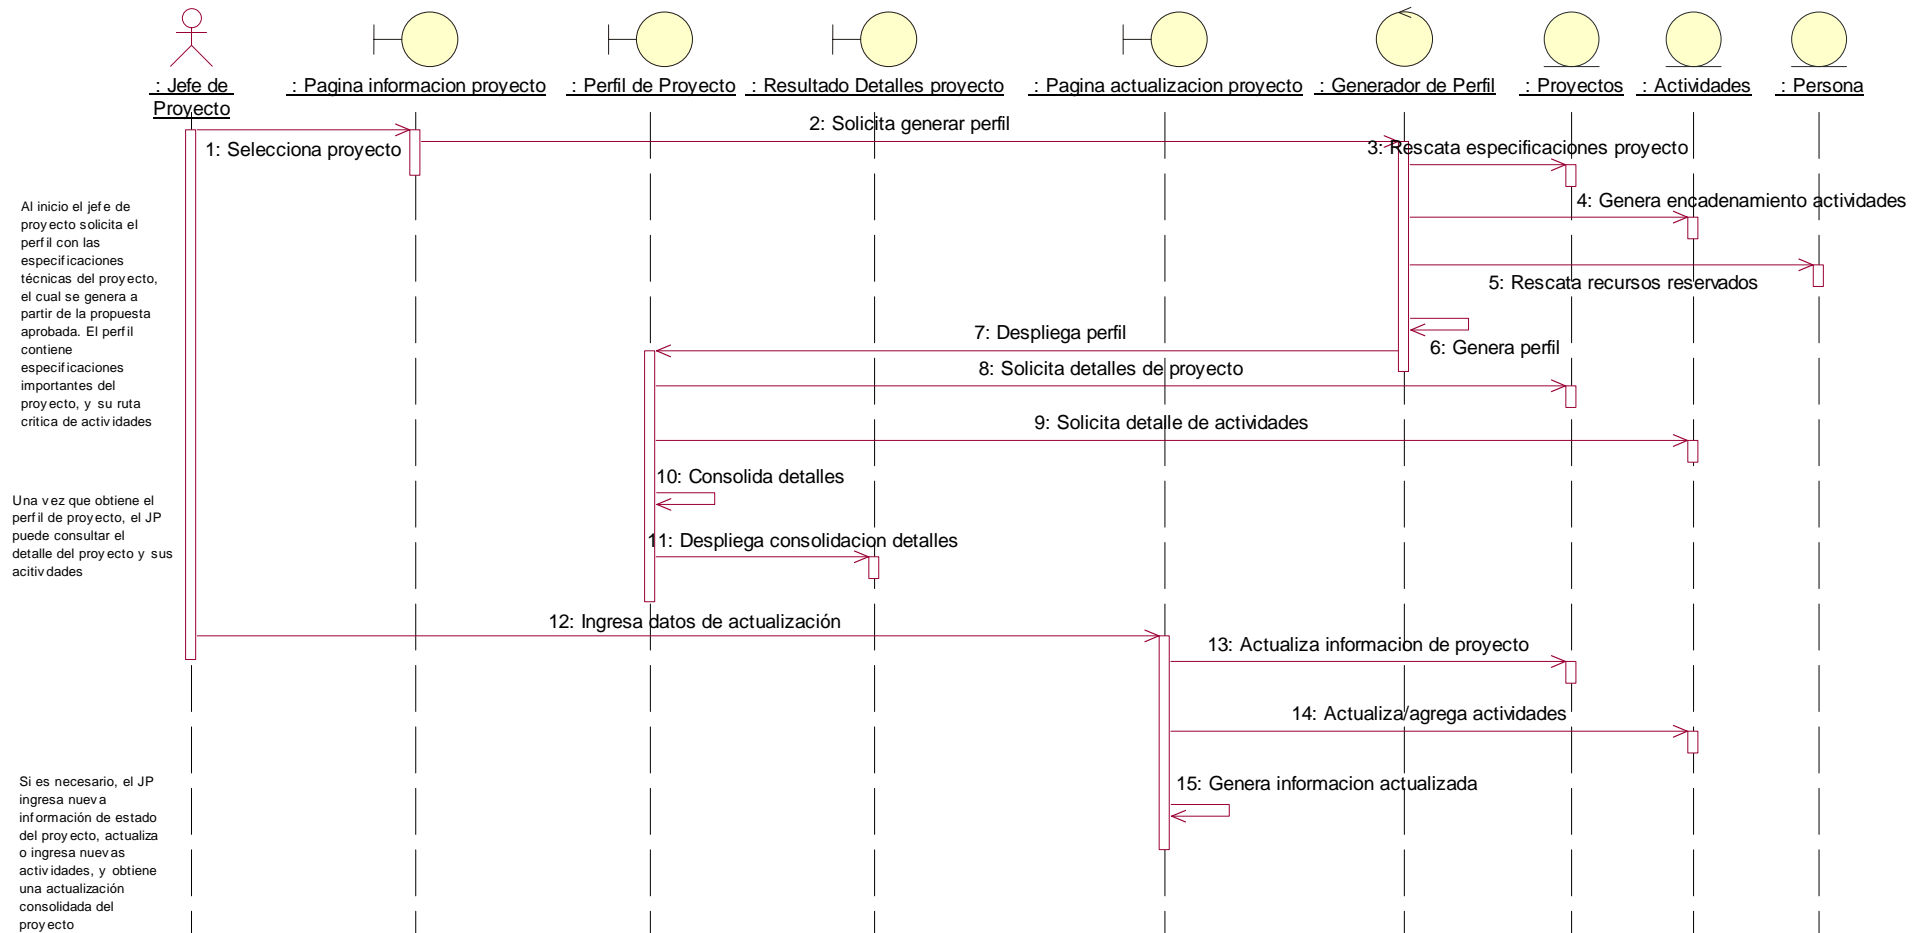 : Jefe de
Proyecto
: Pagina informacion proyecto
: Perfil de Proyecto
: Resultado Detalles proyecto
: Pagina actualizacion proyecto
: Generador de Perfil
: Proyectos
: Actividades
: Persona
1: Selecciona proyecto
2: Solicita generar perfil
3: Rescata especificaciones proyecto
4: Genera encadenamiento actividades
5: Rescata recursos reservados
6: Genera perfil
7: Despliega perfil
8: Solicita detalles de proyecto
9: Solicita detalle de actividades
10: Consolida detalles
11: Despliega consolidacion detalles
12: Ingresa datos de actualización
13: Actualiza informacion de proyecto
14: Actualiza/agrega actividades
15: Genera informacion actualizada
Al inicio el jefe de
proyecto solicita el
perfil con las
especificaciones
técnicas del proyecto,
el cual se genera a
partir de la propuesta
aprobada. El perfil
contiene
especificaciones
importantes del
proyecto, y su ruta
critica de actividades
Una vez que obtiene el
perfil de proyecto, el JP
puede consultar el
detalle del proyecto y sus
acitividades
Si es necesario, el JP
ingresa nueva
información de estado
del proyecto, actualiza
o ingresa nuevas
actividades, y obtiene
una actualización
consolidada del
proyecto